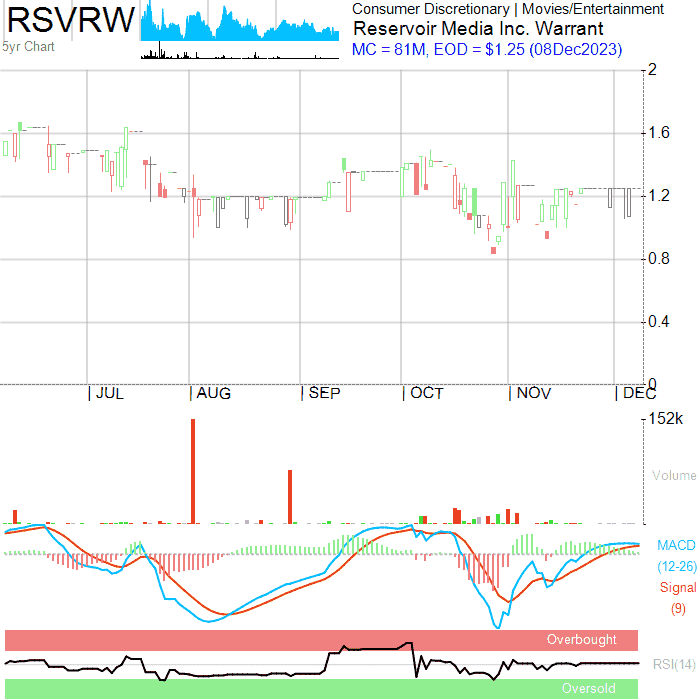 RSVRW
5yr Chart
Consumer Discretionary | Movies/Entertainment
Reservoir Media Inc. Warrant
MC = 81M, EOD = $1.25 (08Dec2023)
2
1.6
1.2
0.8
0.4
0
JUL AUG SEP OCT NOV DEC
152k
Volume
MACD
(12-26)
Signal
(9)
Overbought
RSI(14)
Oversold